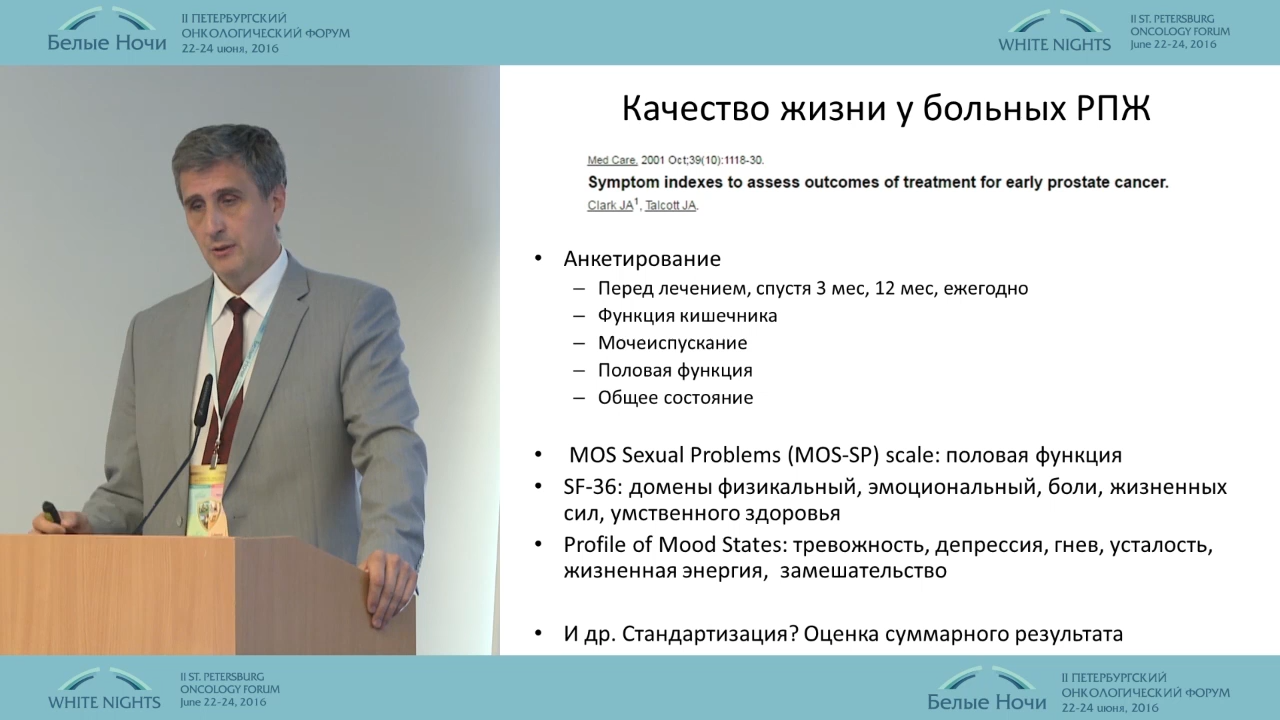 Белые Ночи
II ПЕТЕРБУРГСКИЙ
ОНКОЛОГИЧЕСКИЙ ФОРУМ
22-24 июня, 2016
WHITE NIGHTS
II ST. PETERSBURG
ONCOLOGY FORUM
June 22-24, 2016
Качество жизни у больных РПЖ
Med Care. 2001 Oct;39(10):1118-30.
Symptom indexes to assess outcomes of treatment for early prostate cancer.
Clark JA1, Talcott JA.
• Анкетирование
– Перед лечением, спустя 3 мес, 12 мес, ежегодно
– Функция кишечника
– Мочеиспускание
– Половая функция
– Общее состояние
• MOS Sexual Problems (MOS-SP) scale: половая функция
• SF-36: домены физикальный, эмоциональный, боли, жизненных
сил, умственного здоровья
• Profile of Mood States: тревожность, депрессия, гнев, усталость,
жизненная энергия, замешательство
• И др. Стандартизация? Оценка суммарного результата
WHITE NIGHTS
II ST. PETERSBURG
ONCOLOGY FORUM
June 22-24, 2016
Белые Ночи
II ПЕТЕРБУРГСКИЙ
ОНКОЛОГИЧЕСКИЙ ФОРУМ
22-24 июня, 2016